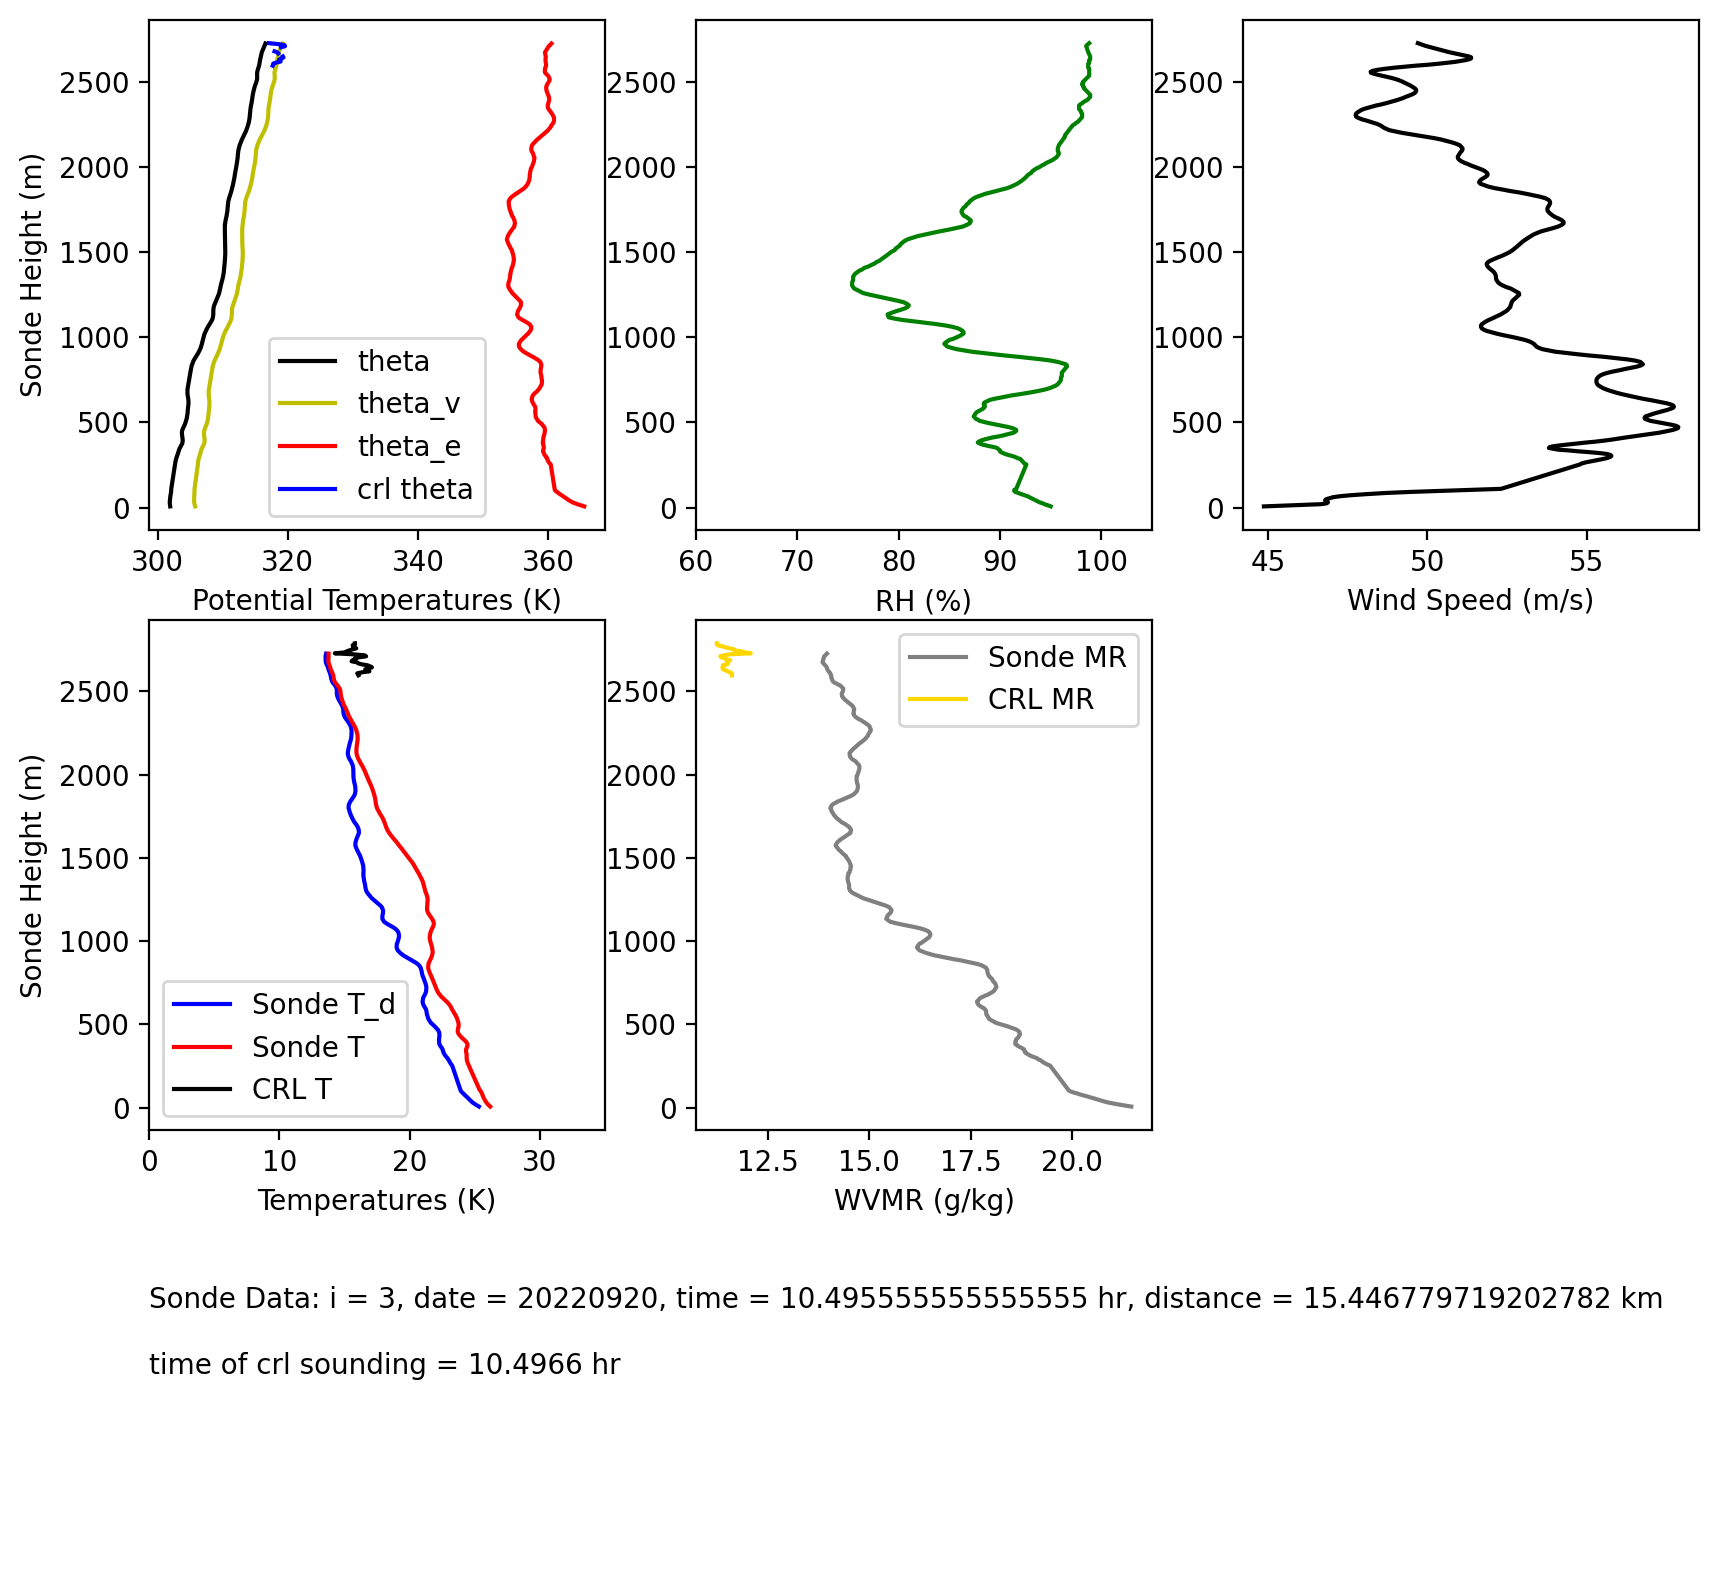 Sonde Height (m)
2500
2000
1500
1000
500
0
theta
theta_v
theta_e
crl theta
300 320 340 360
Potential Temperatures (K)
2500
2000
1500
1000
500
0
60 70 80 90 100
RH (%)
2500
2000
1500
1000
500
0
45 50 55
Wind Speed (m/s)
Sonde Height (m)
2500
2000
1500
1000
500
0
Sonde T_d
Sonde T
CRL T
0 10 20 30
Temperatures (K)
2500
2000
1500
1000
500
0
Sonde MR
CRL MR
12.5 15.0 17.5 20.0
WVMR (g/kg)
Sonde Data: i = 3, date = 20220920, time = 10.495555555555555 hr, distance = 15.446779719202782 km
time of crl sounding = 10.4966 hr